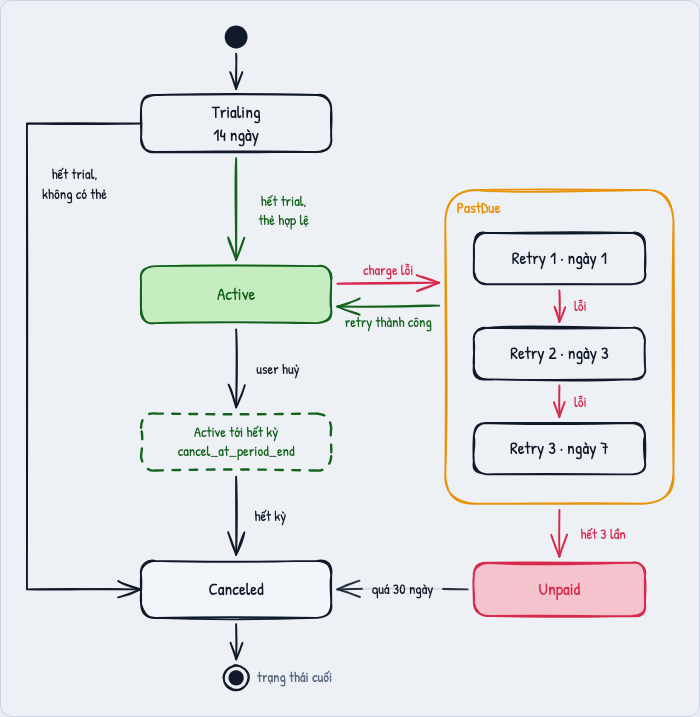 Trialing
14 ngày
hết trial,
không có thẻ
hết trial,
thẻ hợp lệ
PastDue
Retry 1 · ngày 1
charge lỗi
Active
lỗi
retry thành công
Retry 2 · ngày 3
user huỷ
lỗi
Active tới hết kỳ
cancel_at_period_end
Retry 3 · ngày 7
hết kỳ
hết 3 lần
Canceled
quá 30 ngày
Unpaid
trạng thái cuối